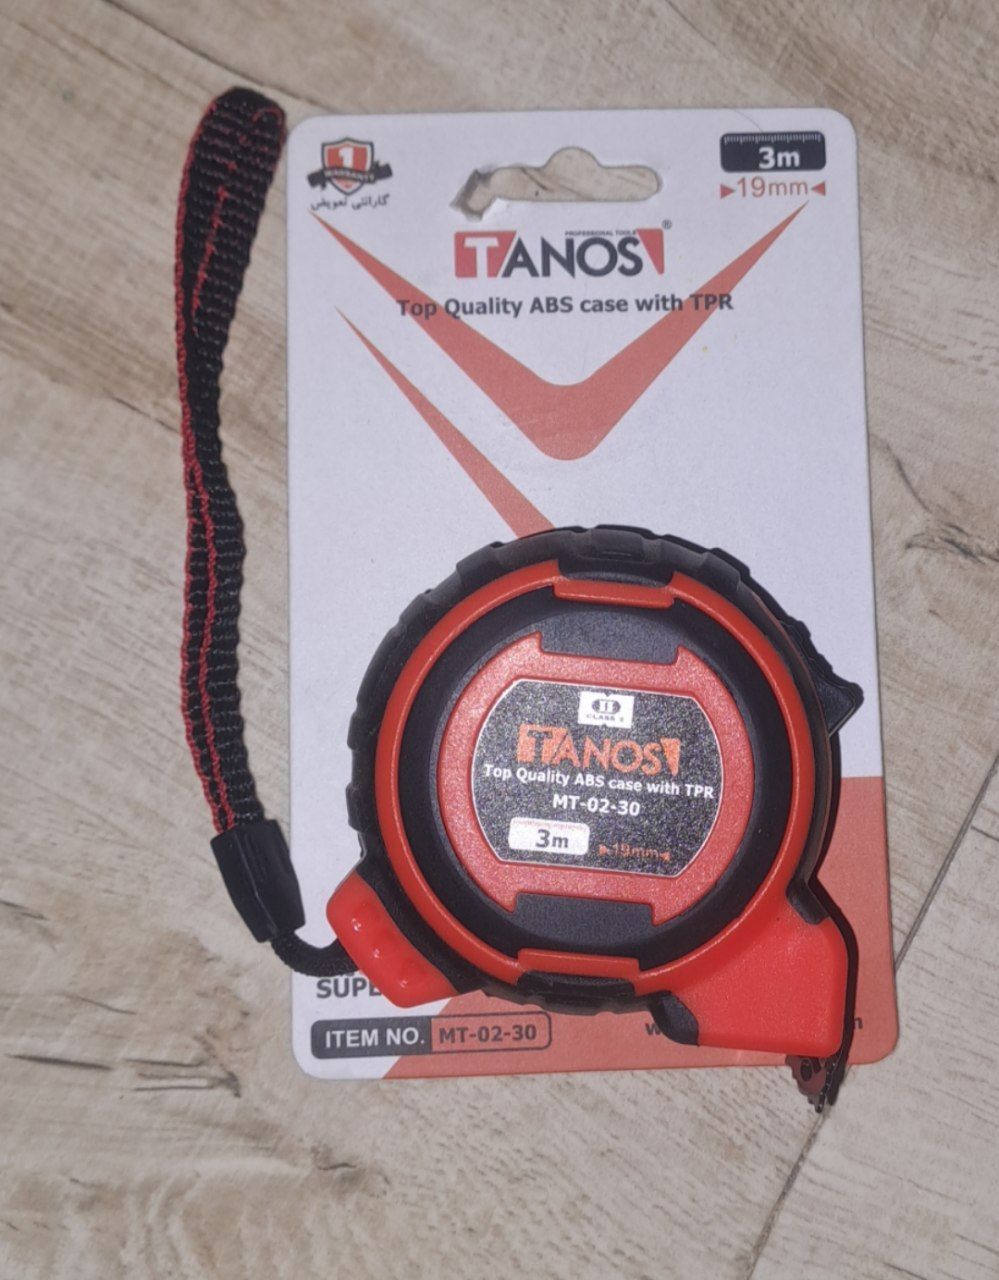 1
WARRANTY
گارانتی تعویض
3m
19mm
PROFESSIONAL TOOLS
TANOS®
Top Quality ABS case with TPR
II
CLASS 2
TANOS
Top Quality ABS case with TPR
MT-02-30
3m
19mm
ITEM NO. MT-02-30